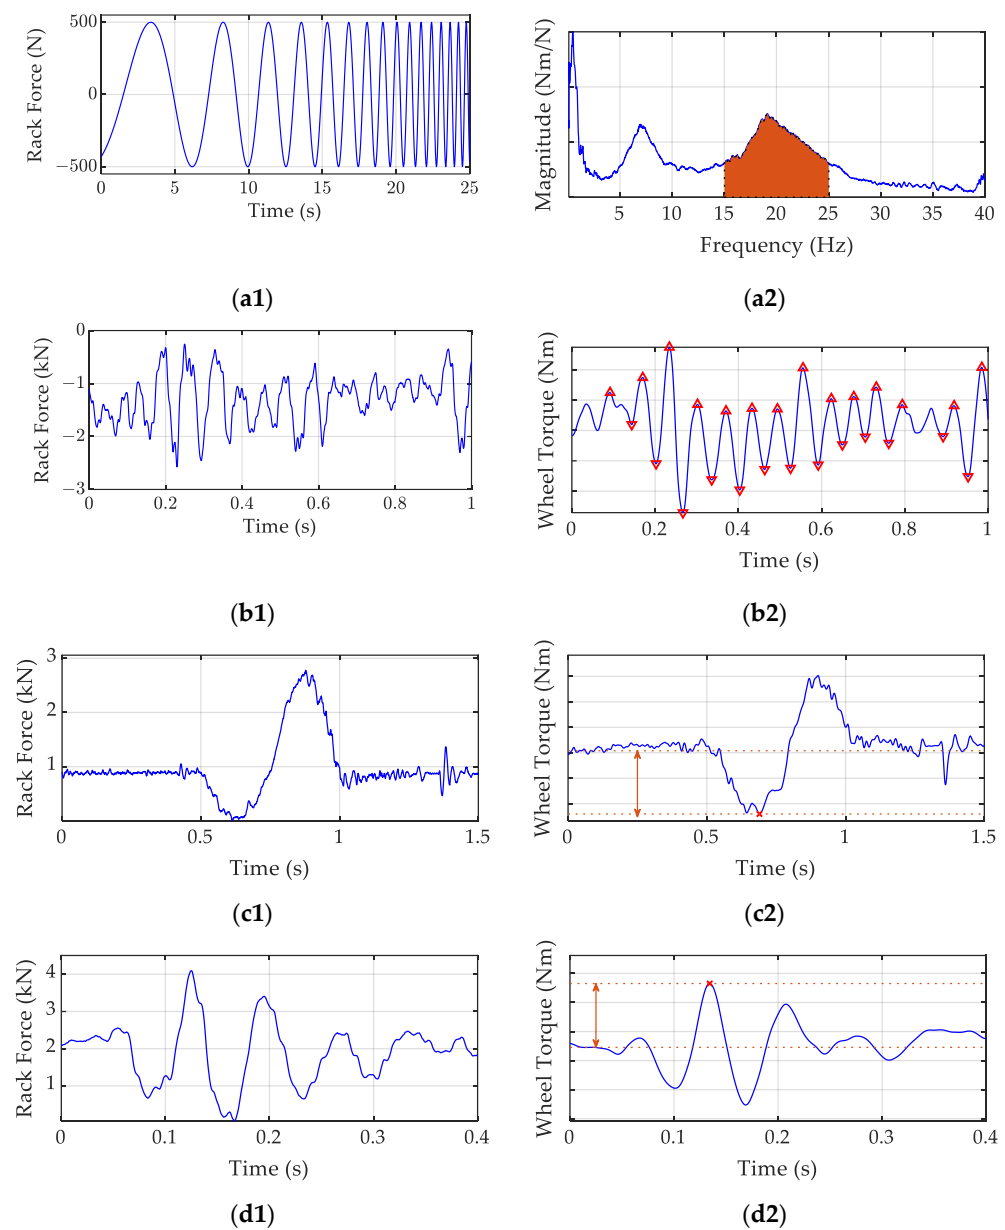 500
0
−500
Rack Force (N)
0 5 10 15 20 25
Time (s)
Magnitude (Nm/N)
5 10 15 20 25 30 35 40
Frequency (Hz)
(a1)
(a2)
0
−1
−2
−3
Rack Force (kN)
0 0.2 0.4 0.6 0.8 1
Time (s)
Wheel Torque (Nm)
0 0.2 0.4 0.6 0.8 1
Time (s)
(b1)
(b2)
3
2
1
Rack Force (kN)
0 0.5 1 1.5
Time (s)
Wheel Torque (Nm)
0 0.5 1 1.5
Time (s)
(c1)
(c2)
4
3
2
1
Rack Force (kN)
0 0.1 0.2 0.3 0.4
Time (s)
Wheel Torque (Nm)
0 0.1 0.2 0.3 0.4
Time (s)
(d1)
(d2)